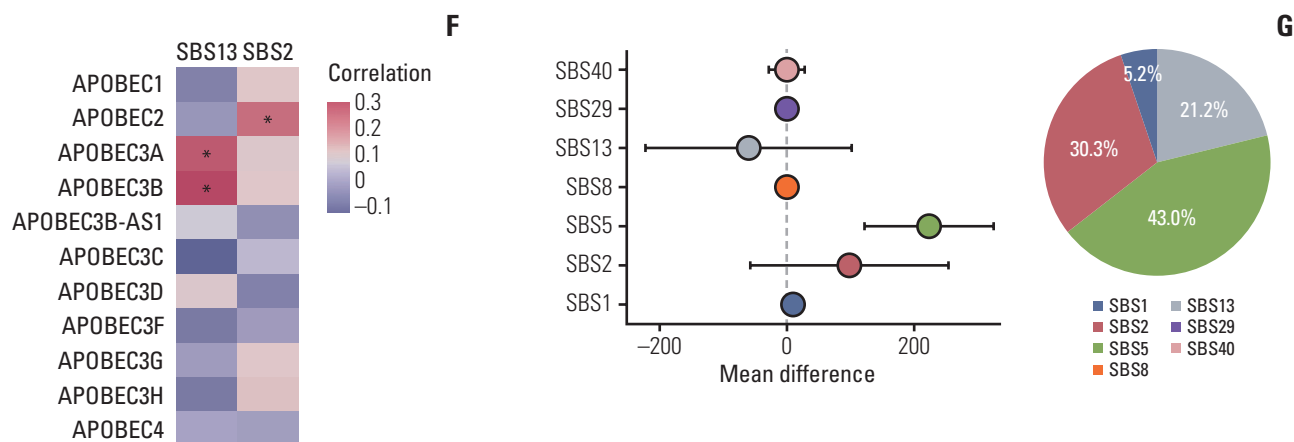 F
G
SBS13 SBS2
APOBEC1
APOBEC2
*
APOBEC3A
*
APOBEC3B
*
APOBEC3B-AS1
APOBEC3C
APOBEC3D
APOBEC3F
APOBEC3G
APOBEC3H
APOBEC4
Correlation
0.3
0.2
0.1
0
–0.1
SBS40
SBS29
SBS13
SBS8
SBS5
SBS2
SBS1
–200 0 200
Mean difference
5.2%
21.2%
30.3%
43.0%
SBS1 SBS13
SBS2 SBS29
SBS5 SBS40
SBS8